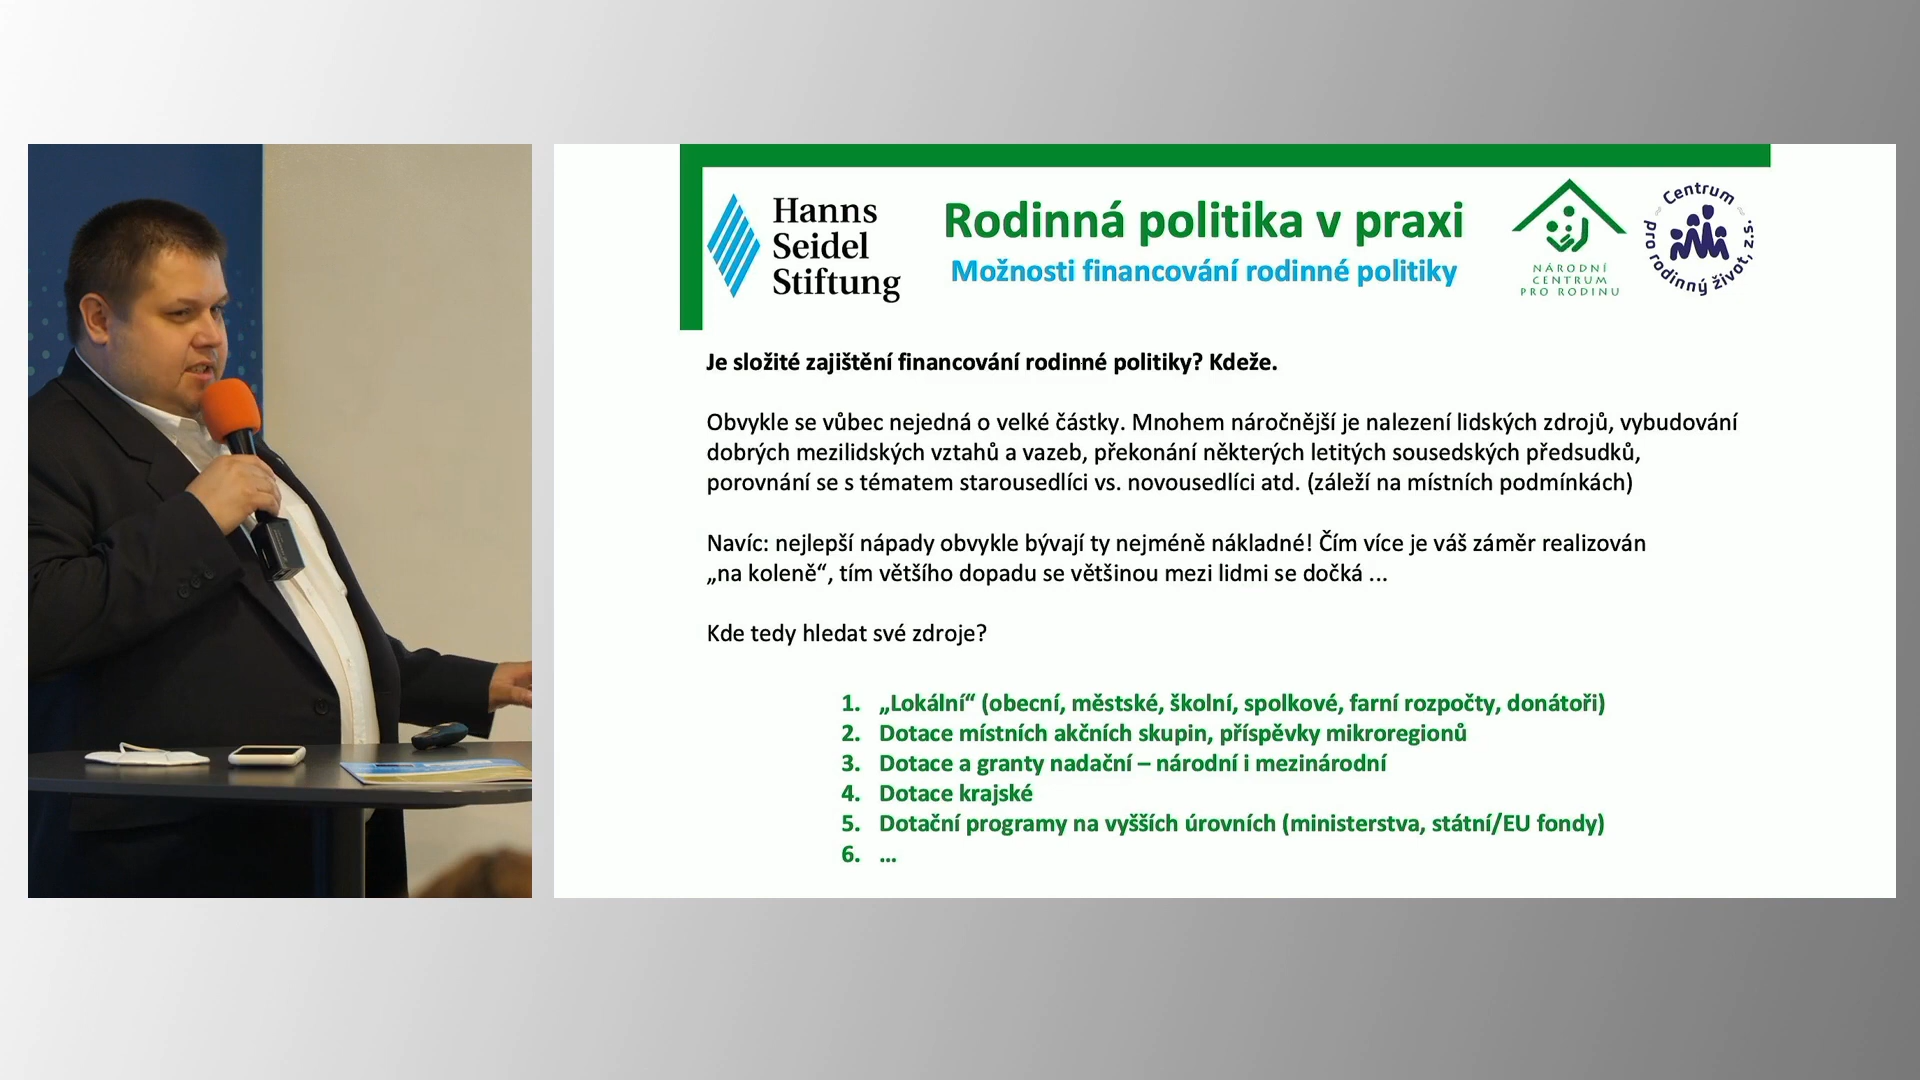 Hanns
Seidel
Stiftung
Rodinná politika v praxi
Možnosti financování rodinné politiky
NÁRODNÍ
CENTRUM
PRO RODINU
Centrum
pro rodinný život, z.s.
Je složité zajištění financování rodinné politiky? Kdeže.
Obvykle se vůbec nejedná o velké částky. Mnohem náročnější je nalezení lidských zdrojů, vybudování
dobrých mezilidských vztahů a vazeb, překonání některých letitých sousedských předsudků,
porovnání se s tématem starousedlíci vs. novousedlíci atd. (záleží na místních podmínkách)
Navíc: nejlepší nápady obvykle bývají ty nejméně nákladné! Čím více je váš záměr realizován
„na koleně“, tím většího dopadu se většinou mezi lidmi se dočká ...
Kde tedy hledat své zdroje?
1. „Lokální“ (obecní, městské, školní, spolkové, farní rozpočty, donátoři)
2. Dotace místních akčních skupin, příspěvky mikroregionů
3. Dotace a granty nadační – národní i mezinárodní
4. Dotace krajské
5. Dotační programy na vyšších úrovních (ministerstva, státní/EU fondy)
6. ...